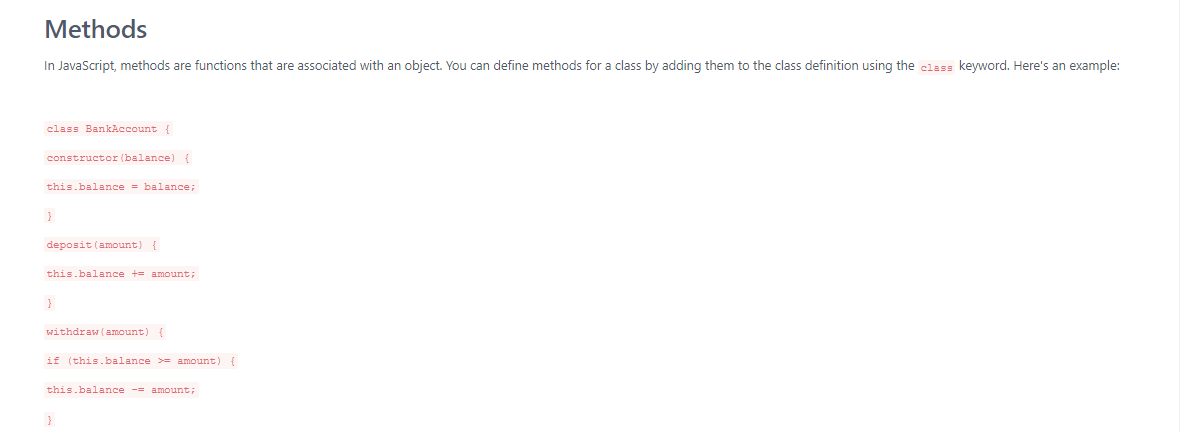 Methods
In JavaScript, methods are functions that are associated with an object. You can define methods for a class by adding them to the class definition using the class keyword. Here's an example:
class BankAccount {
constructor(balance) {
this.balance = balance;
}
deposit(amount) {
this.balance += amount;
}
withdraw(amount) {
if (this.balance >= amount) {
this.balance -= amount;
}